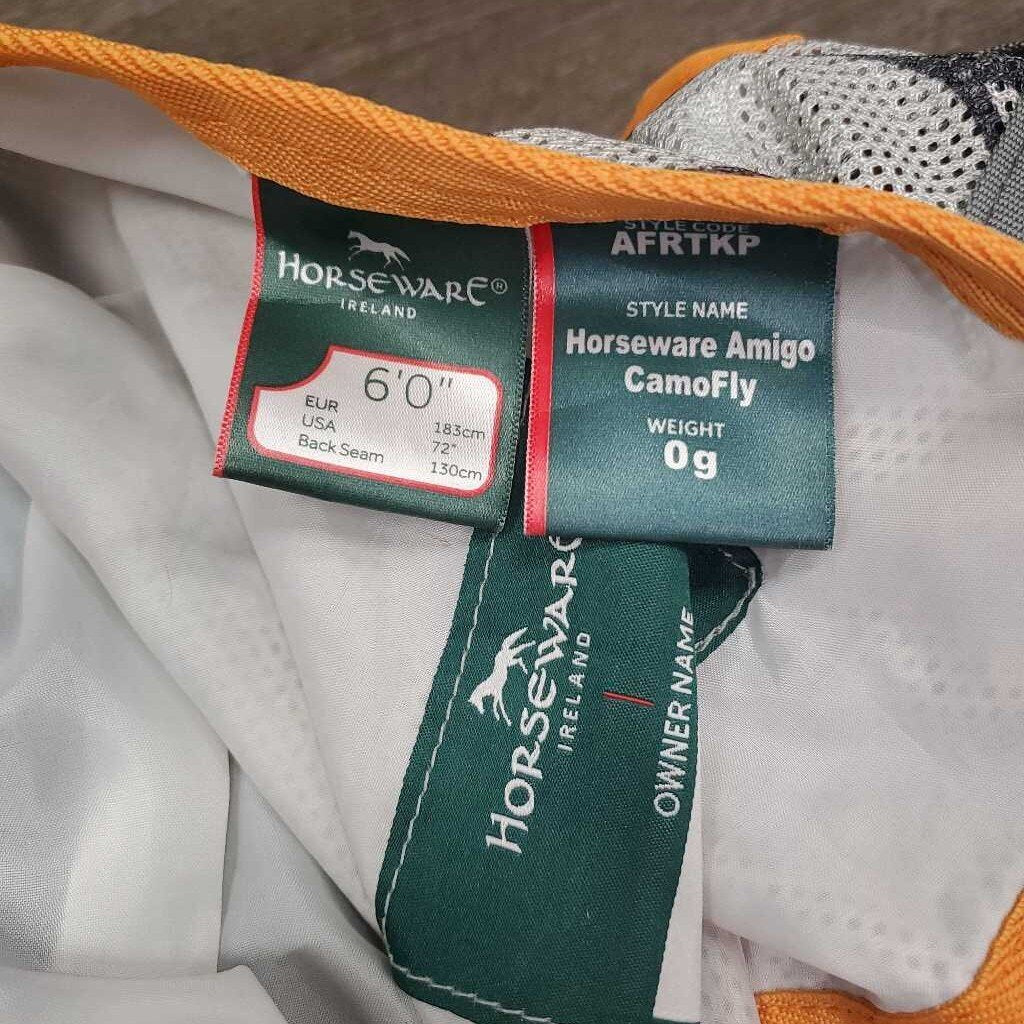 HORSEWARE®
IRELAND
6'0"
EUR 183cm
USA 72"
Back Seam 130cm
STYLE CODE
AFRTKP
STYLE NAME
Horseware Amigo
CamoFly
WEIGHT
0g
HORSEWARE
IRELAND
OWNER NAME